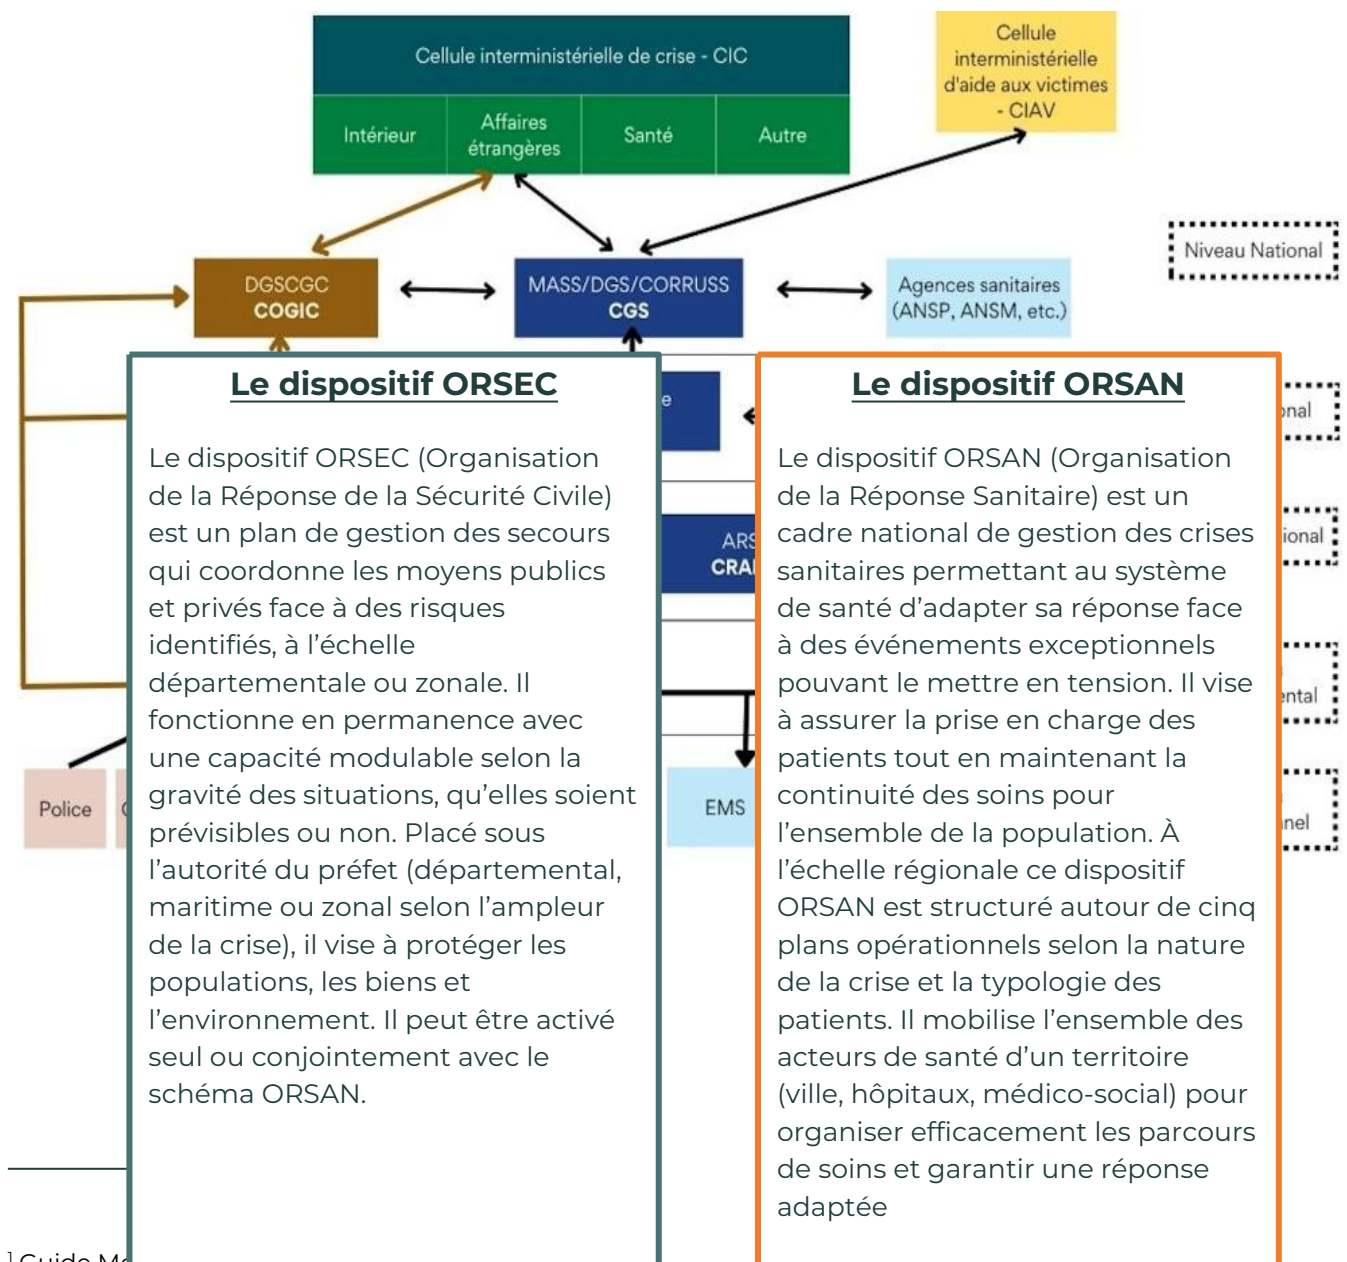 Cellule interministérielle de crise - CIC
Intérieur
Affaires
étrangères
Santé
Autre
Cellule
interministérielle
d'aide aux victimes
- CIAV
Niveau National
DGSCGC
COGIC
MASS/DGS/CORRUSS
CGS
Agences sanitaires
(ANSP, ANSM, etc.)
Le dispositif ORSEC
Le dispositif ORSEC (Organisation
de la Réponse de la Sécurité Civile)
est un plan de gestion des secours
qui coordonne les moyens publics
et privés face à des risques
identifiés, à l’échelle
départementale ou zonale. Il
fonctionne en permanence avec
une capacité modulable selon la
gravité des situations, qu’elles soient
prévisibles ou non. Placé sous
l’autorité du préfet (départemental,
maritime ou zonal selon l’ampleur
de la crise), il vise à protéger les
populations, les biens et
l’environnement. Il peut être activé
seul ou conjointement avec le
schéma ORSAN.
Le dispositif ORSAN
Le dispositif ORSAN (Organisation
de la Réponse Sanitaire) est un
cadre national de gestion des crises
sanitaires permettant au système
de santé d’adapter sa réponse face
à des événements exceptionnels
pouvant le mettre en tension. Il vise
à assurer la prise en charge des
patients tout en maintenant la
continuité des soins pour
l’ensemble de la population. À
l’échelle régionale ce dispositif
ORSAN est structuré autour de cinq
plans opérationnels selon la nature
de la crise et la typologie des
patients. Il mobilise l’ensemble des
acteurs de santé d’un territoire
(ville, hôpitaux, médico-social) pour
organiser efficacement les parcours
de soins et garantir une réponse
adaptée
ARS
Police
EMS
1 Guide